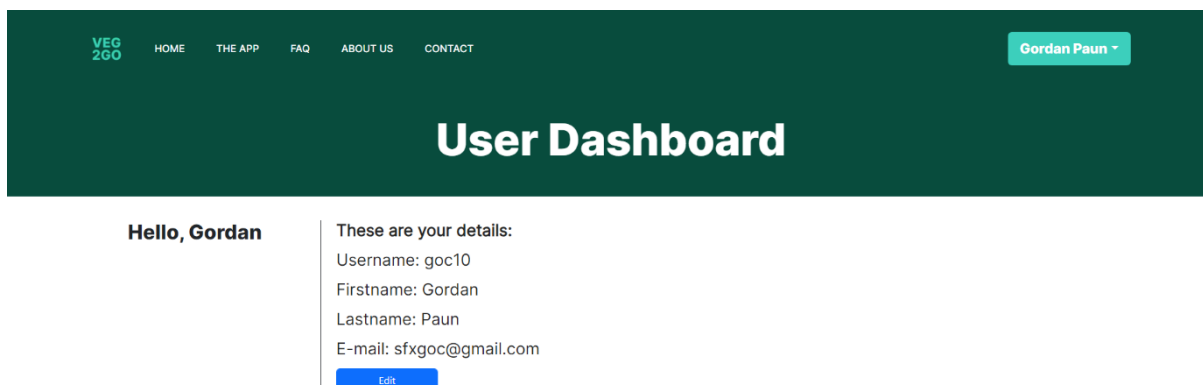 VEG
2GO
HOME THE APP FAQ ABOUT US CONTACT
Gordan Paun
User Dashboard
Hello, Gordan
These are your details:
Username: goc10
Firstname: Gordan
Lastname: Paun
E-mail: sfxgoc@gmail.com
Edit